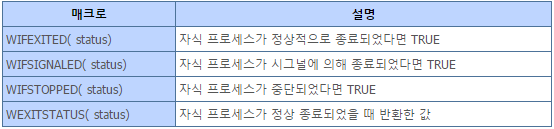 매크로 설명
WIFEXITED( status) 자식 프로세스가 정상적으로 종료되었다면 TRUE
WIFSIGNALED( status) 자식 프로세스가 시그널에 의해 종료되었다면 TRUE
WIFSTOPPED( status) 자식 프로세스가 중단되었다면 TRUE
WEXITSTATUS( status) 자식 프로세스가 정상 종료되었을 때 반환한 값